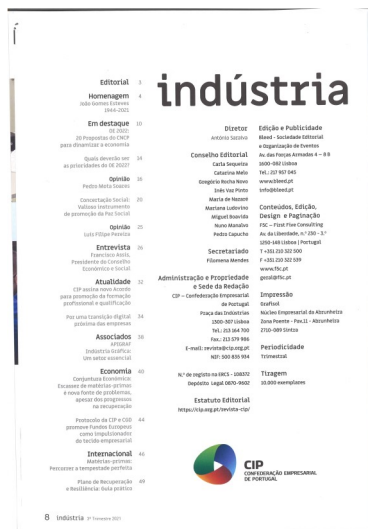 indústria
Editorial 3
Homenagem 4
João Gomes Esteves
1943-2021
Em destaque 10
OE 2022:
20 Propostas do CNCP
para dinamizar a economia
Quais deverão ser 14
as prioridades do OE 2022?
Opinião 16
Pedro Mota Soares
Concertação Social: 20
Valioso instrumento
de promoção da Paz Social
Opinião 25
Luís Filipe Pereira
Entrevista 26
Francisco Assis,
Presidente do Conselho
Económico e Social
Atualidade 32
CIP assina novo Acordo
para promoção da formação
profissional e qualificação
Por uma transição digital 34
próxima das empresas
Associados 38
APIGRAF
Indústria Gráfica:
Um setor essencial
Economia 40
Conjuntura Económica:
Escassez de matérias-primas
e nova fonte de problemas,
apesar dos progressos
na recuperação
Protocolo da CIP e CGD 44
promove Fundos Europeus
como impulsionador
do tecido empresarial
Internacional 46
Matérias-primas:
Percorrer a tempestade perfeita
Plano de Recuperação 49
e Resiliência: Guia prático
Diretor
António Saraiva
Conselho Editorial
Carla Sequeira
Catarina Melo
Gregório Rocha Novo
Inês Vaz Pinto
Maria de Nazaré
Mariana Ludovino
Miguel Boavida
Nuno Manalvo
Pedro Capucho
Secretariado
Filomena Mendes
Administração e Propriedade
e Sede da Redação
CIP – Confederação Empresarial
de Portugal
Praça das Indústrias
1300-307 Lisboa
Tel.: 213 164 700
Fax.: 213 579 986
E-mail: revista@cip.org.pt
NIF: 500 835 934
N.º de registo na ERCS - 108372
Depósito Legal 0870-9602
Estatuto Editorial
https://cip.org.pt/revista-cip/
Edição e Publicidade
Bleed - Sociedade Editorial
e Organização de Eventos
Av. das Forças Armadas 4 – 8 B
1600-082 Lisboa
Tel.: 217 957 045
www.bleed.pt
info@bleed.pt
Conteúdos, Edição,
Design e Paginação
F5C – First Five Consulting
Av. da Liberdade, n.º 230 - 3.º
1250-148 Lisboa | Portugal
T +351 210 322 500
F +351 210 322 539
www.f5c.pt
geral@f5c.pt
Impressão
Grafisol
Núcleo Empresarial da Abrunheira
Zona Poente - Pav.11 - Abrunheira
2710-089 Sintra
Periodicidade
Trimestral
Tiragem
10.000 exemplares
CIP
CONFEDERAÇÃO EMPRESARIAL
DE PORTUGAL
8 indústria 3º Trimestre 2021